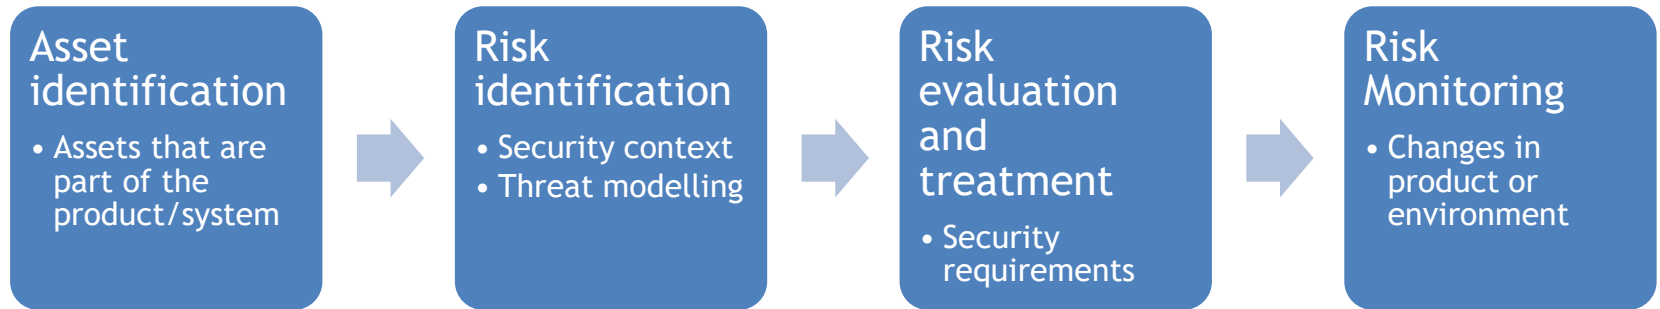 Asset
identification
• Assets that are
part of the
product/system
Risk
identification
• Security context
• Threat modelling
Risk
evaluation
and
treatment
• Security
requirements
Risk
Monitoring
• Changes in
product or
environment